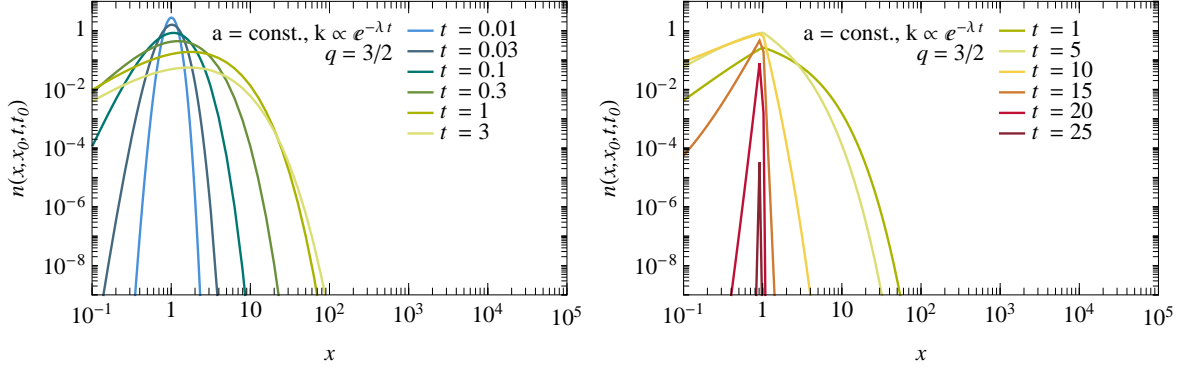 a = const., k ∝ e^{-λ t}
q = 3/2
t = 0.01
t = 0.03
t = 0.1
t = 0.3
t = 1
t = 3
1
10^{-2}
10^{-4}
10^{-6}
10^{-8}
n(x,x_0,t,t_0)
10^{-1} 1 10 10^2 10^3 10^4 10^5
x
a = const., k ∝ e^{-λ t}
q = 3/2
t = 1
t = 5
t = 10
t = 15
t = 20
t = 25
1
10^{-2}
10^{-4}
10^{-6}
10^{-8}
n(x,x_0,t,t_0)
10^{-1} 1 10 10^2 10^3 10^4 10^5
x